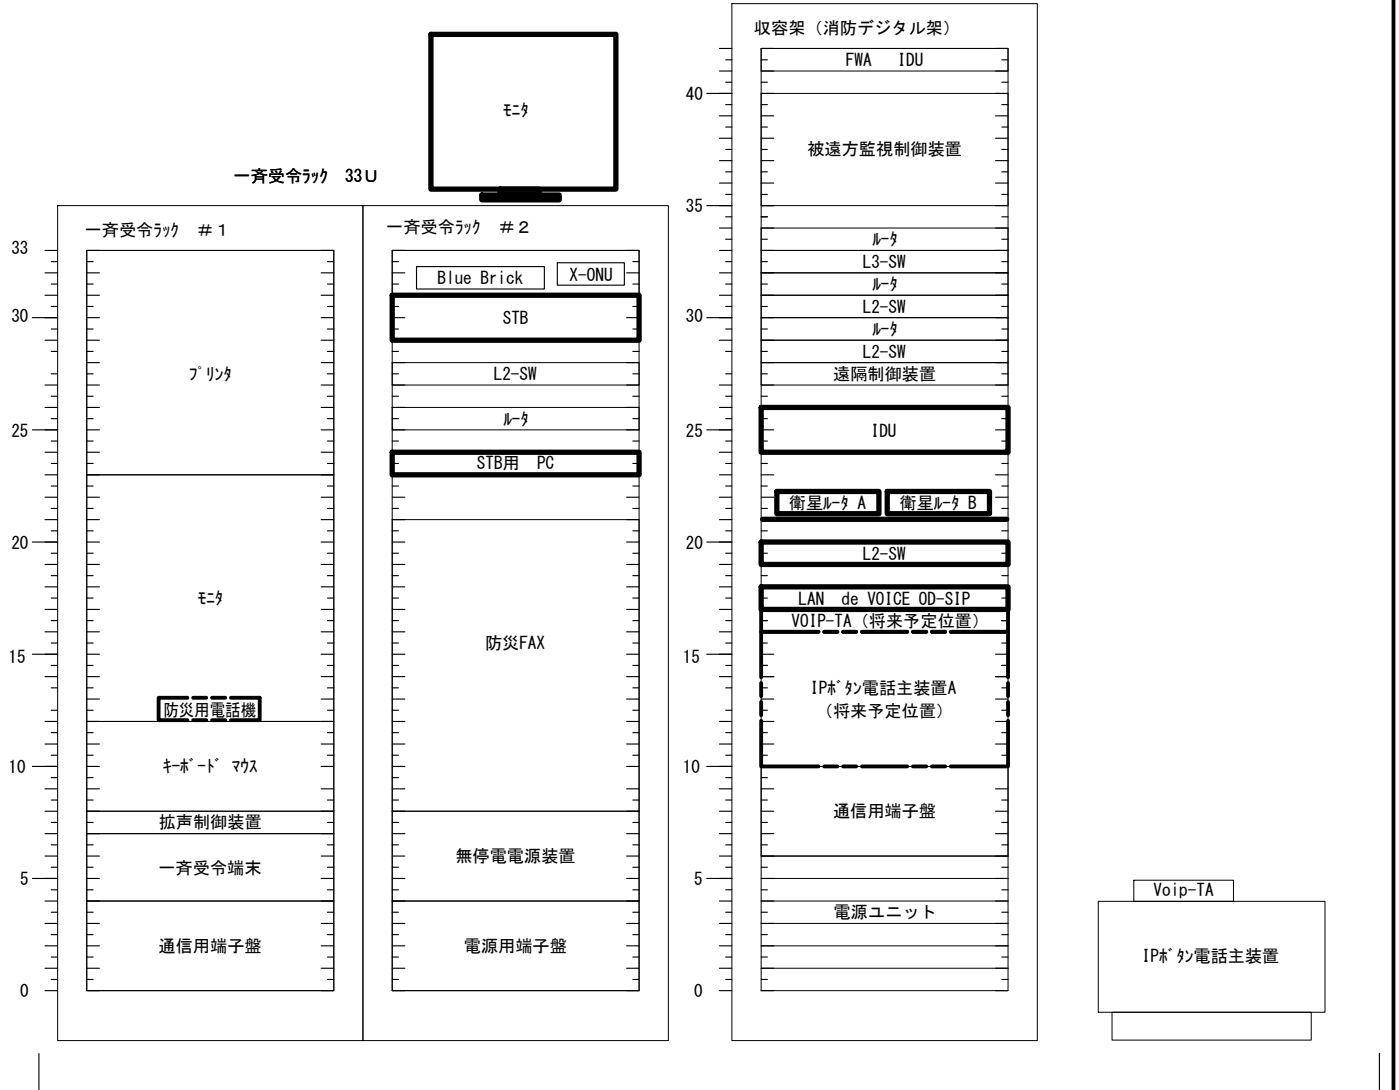 一斉受令ﾗｯｸ 33U
ﾓﾆﾀ
一斉受令ﾗｯｸ ＃1
33
30
25
20
15
10
5
0
ﾌﾟﾘﾝﾀ
ﾓﾆﾀ
防災用電話機
ｷｰﾎﾞｰﾄﾞ ﾏｳｽ
拡声制御装置
一斉受令端末
通信用端子盤
一斉受令ﾗｯｸ ＃2
Blue Brick X-ONU
STB
L2-SW
ﾙｰﾀ
STB用 PC
防災FAX
無停電電源装置
電源用端子盤
収容架（消防デジタル架）
40
35
30
25
20
15
10
5
0
FWA IDU
被遠方監視制御装置
ﾙｰﾀ
L3-SW
ﾙｰﾀ
L2-SW
ﾙｰﾀ
L2-SW
遠隔制御装置
IDU
衛星ﾙｰﾀ A 衛星ﾙｰﾀ B
L2-SW
LAN de VOICE OD-SIP
VOIP-TA（将来予定位置）
IPﾎﾞﾀﾝ電話主装置A
（将来予定位置）
通信用端子盤
電源ユニット
Voip-TA
IPﾎﾞﾀﾝ電話主装置